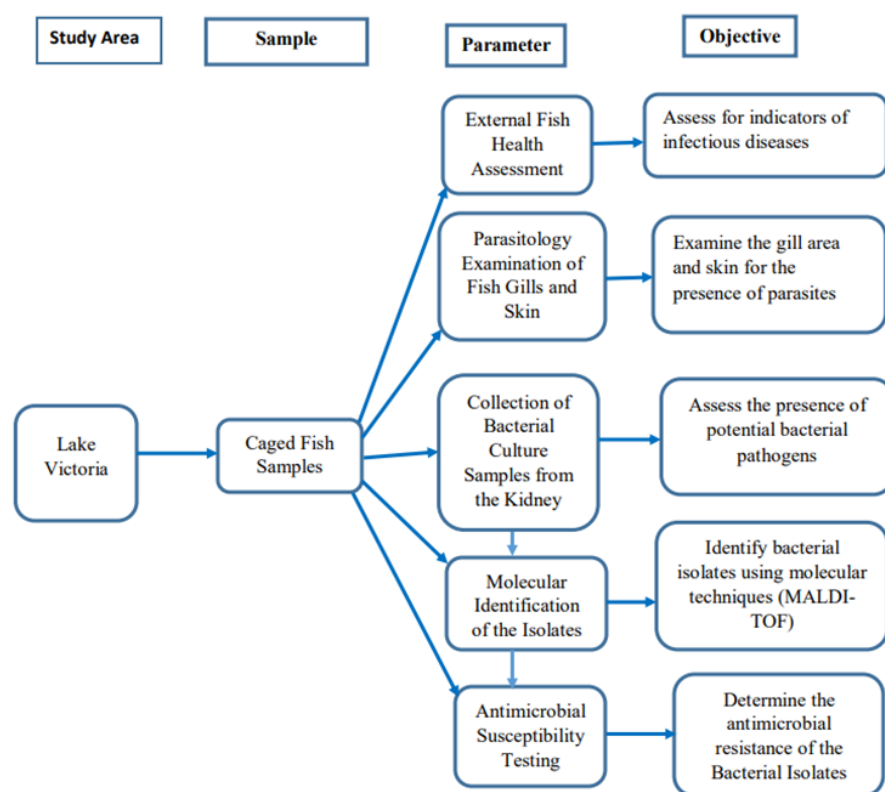 Study Area
Sample
Parameter
Objective
External Fish
Health
Assessment
Assess for indicators of
infectious diseases
Parasitology
Examination of
Fish Gills and
Skin
Examine the gill area
and skin for the
presence of parasites
Lake
Victoria
Caged Fish
Samples
Collection of
Bacterial
Culture
Samples from
the Kidney
Assess the presence of
potential bacterial
pathogens
Molecular
Identification
of the Isolates
Identify bacterial
isolates using molecular
techniques (MALDI-
TOF)
Antimicrobial
Susceptibility
Testing
Determine the
antimicrobial
resistance of the
Bacterial Isolates